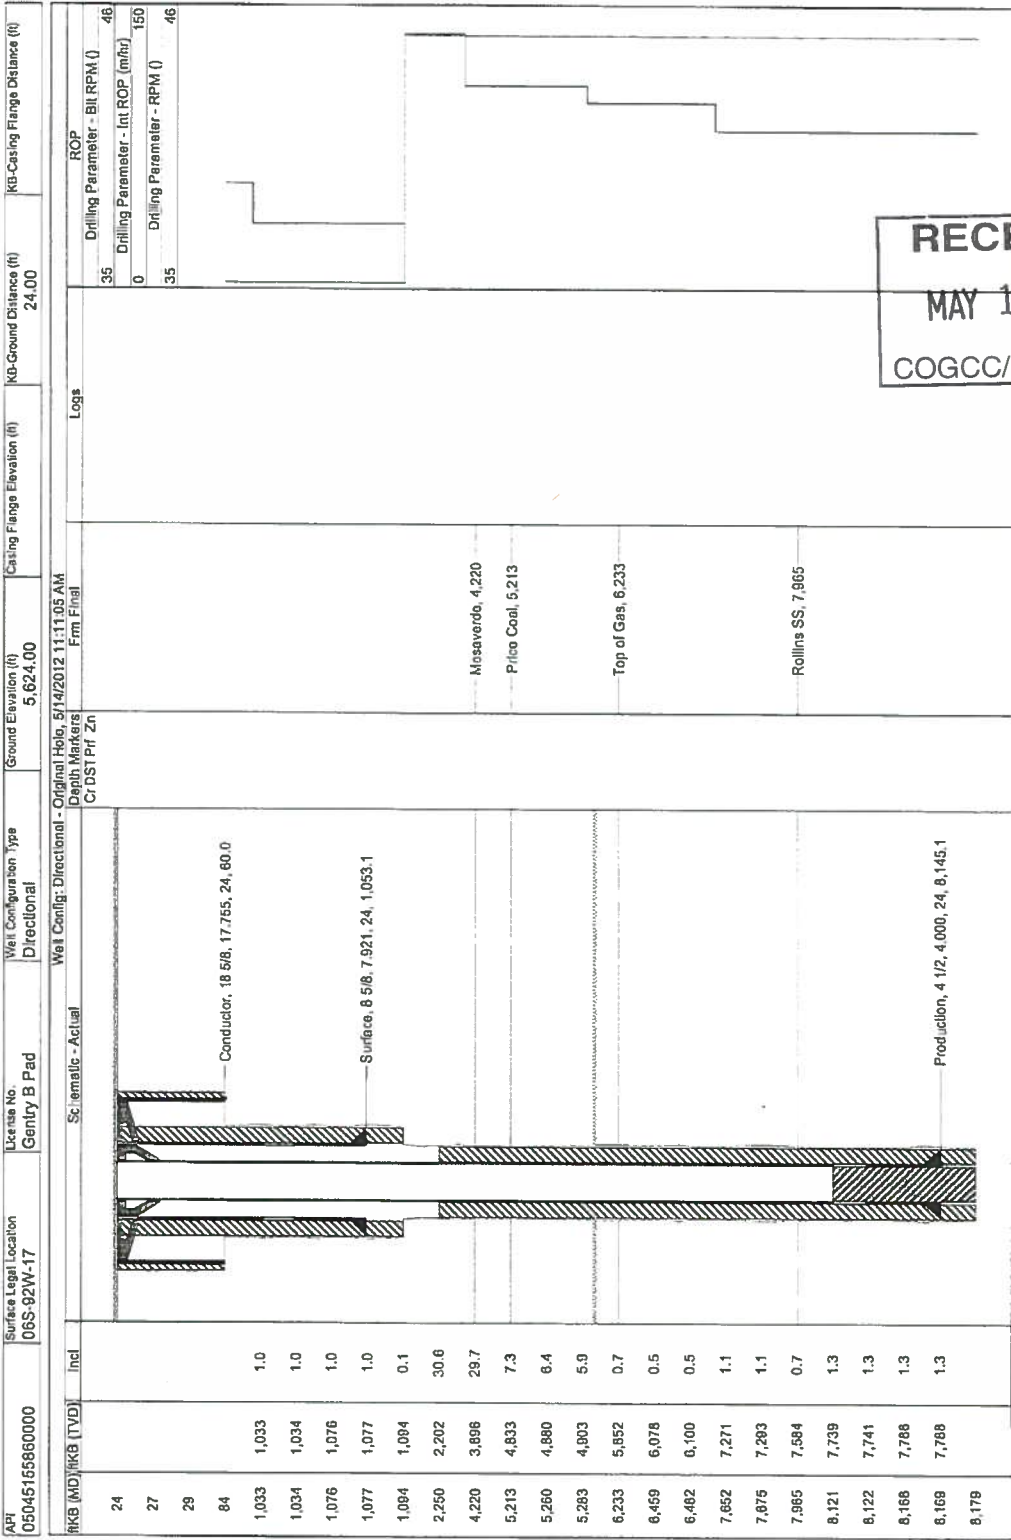 API
05045155860000
Surface Legal Location
06S-92W-17
License No.
Gentry B Pad
Well Configuration Type
Directional
Ground Elevation (ft)
5,624.00
Casing Flange Elevation (ft)
KB-Ground Distance (ft)
24.00
KB-Casing Flange Distance (ft)
Well Config: Directional - Original Hole, 5/14/2012 11:11:05 AM
ftKB (MD) ftKB (TVD) Incl Schematic - Actual Depth Markers Frm Final Logs ROP
Cr DST Prf Zn
Drilling Parameter - Bit RPM ()
35 46
Drilling Parameter - Int ROP (m/hr)
0 150
Drilling Parameter - RPM ()
35 46
24
27
29
84
1,033 1,033 1.0
1,034 1,034 1.0
1,076 1,076 1.0
1,077 1,077 1.0
1,094 1,094 0.1
2,250 2,202 30.6
4,220 3,896 29.7
5,213 4,833 7.3
5,260 4,880 6.4
5,283 4,903 5.9
6,233 5,852 0.7
6,459 6,078 0.5
6,482 6,100 0.5
7,652 7,271 1.1
7,675 7,293 1.1
7,965 7,584 0.7
8,121 7,739 1.3
8,122 7,741 1.3
8,168 7,788 1.3
8,169 7,788 1.3
8,179
Conductor, 18 5/8, 17.755, 24, 60.0
Surface, 8 5/8, 7.921, 24, 1,053.1
Production, 4 1/2, 4.000, 24, 8,145.1
Mesaverde, 4,220
Price Coal, 5,213
Top of Gas, 6,233
Rollins SS, 7,965
RECE
MAY 1
COGCC/